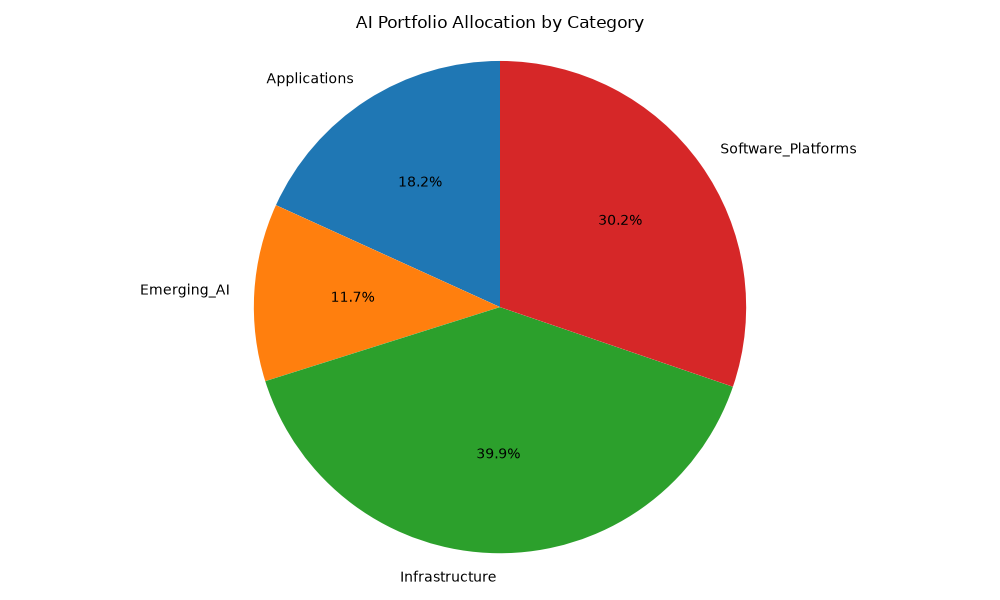 AI Portfolio Allocation by Category
Applications
18.2%
Software_Platforms
30.2%
Emerging_AI
11.7%
39.9%
Infrastructure